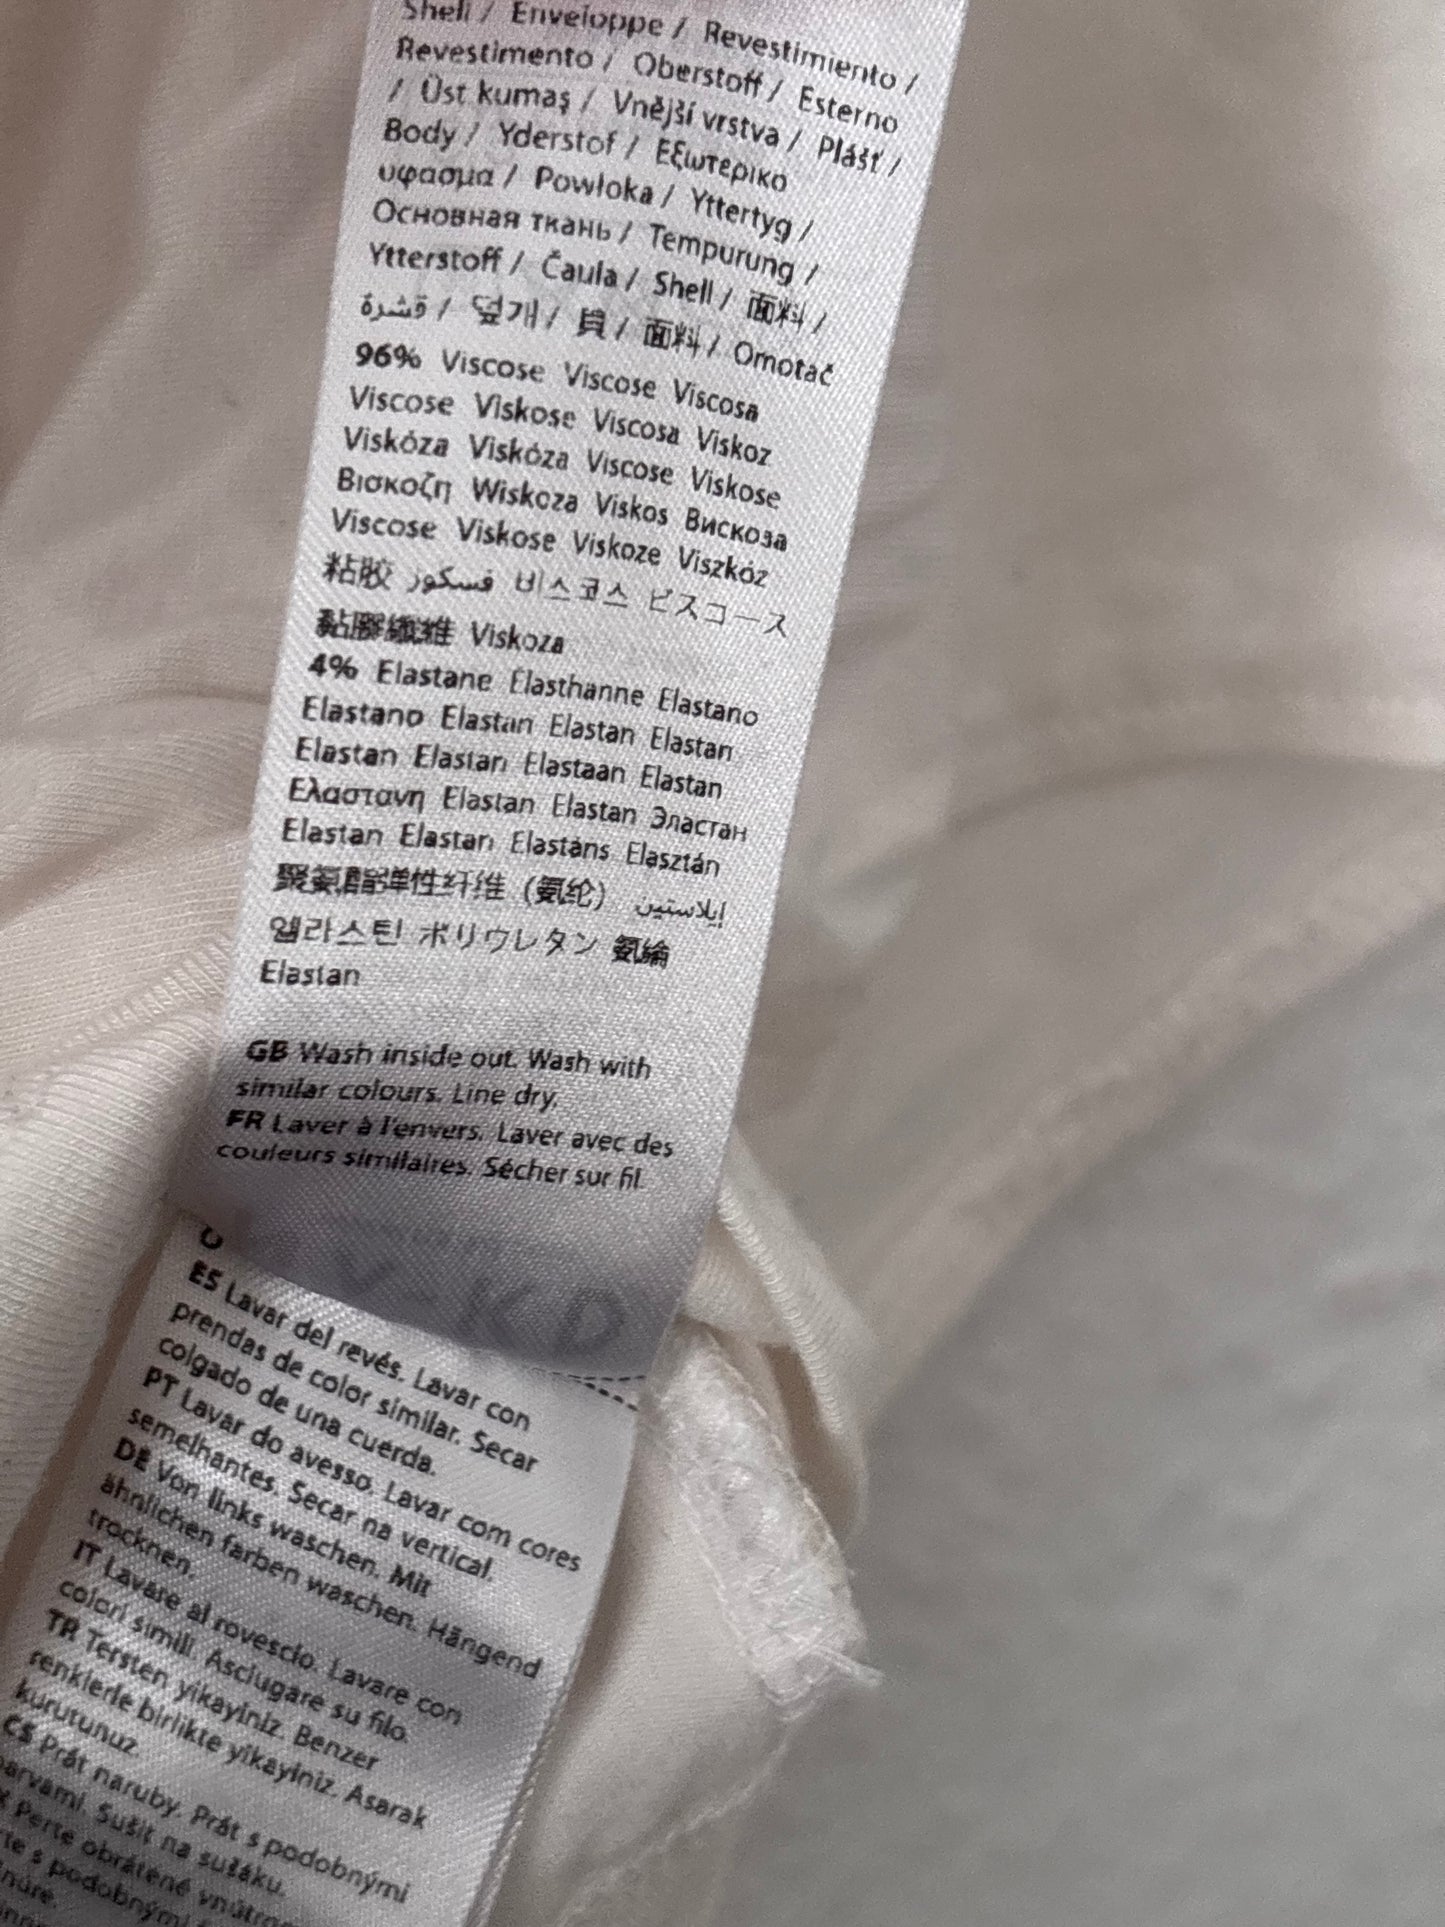 Shell / Enveloppe / Revestimiento /
Revestimento / Oberstoff / Esterno
/ Üst kumaş / Vnější vrstva / Plášť /
Body / Yderstof / Εξωτερικο
υφασμα / Powłoka / Yttertyg /
Основная ткань / Tempurung /
Ytterstoff / Čaula / Shell / 面料 /
قشرة / 덮개 / 貝 / 面料 / Omotač
96% Viscose Viscose Viscosa
Viscose Viskose Viscosa Viskoz
Viskóza Viskóza Viscose Viskose
Βισκοζη Wiskoza Viskos Вискоза
Viscose Viskose Viskoze Viszkóz
粘胶 فسكوز 비스코스 ビスコース
黏膠纖維 Viskoza
4% Elastane Élasthanne Elastano
Elastano Elastan Elastan Elastan
Elastan Elastan Elastaan Elastan
Ελαστανη Elastan Elastan Эластан
Elastan Elastan Elastāns Elasztán
聚氨酯弹性纤维 (氨纶) إيلاستين
엘라스틴 ポリウレタン 氨綸
Elastan
GB Wash inside out. Wash with
similar colours. Line dry.
FR Laver à l'envers. Laver avec des
couleurs similaires. Sécher sur fil.
ES Lavar del revés. Lavar con
prendas de color similar. Secar
colgado de una cuerda.
PT Lavar do avesso. Lavar com cores
semelhantes. Secar na vertical.
DE Von links waschen. Mit
ähnlichen farben waschen. Hängend
trocknen.
IT Lavare al rovescio. Lavare con
colori simili. Asciugare su filo.
TR Tersten yikayiniz. Benzer
renklerle birlikte yikayiniz. Asarak
kurutunuz.
CS Prát naruby. Prát s podobnými
barvami. Sušit na sušáku.
Perte obrátené
s podobnými